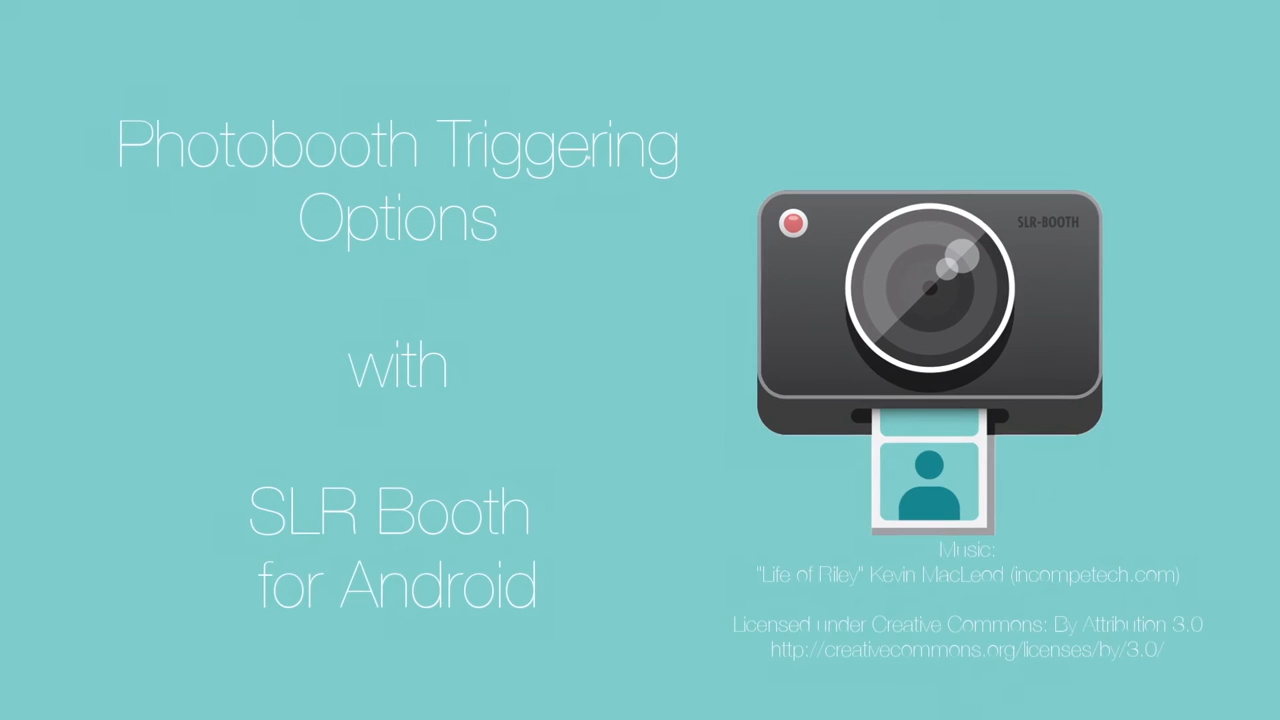 Photobooth Triggering
Options
with
SLR Booth
for Android
SLR-BOOTH
Music:
"Life of Riley" Kevin MacLeod (incompetech.com)
Licensed under Creative Commons: By Attribution 3.0
http://creativecommons.org/licenses/by/3.0/